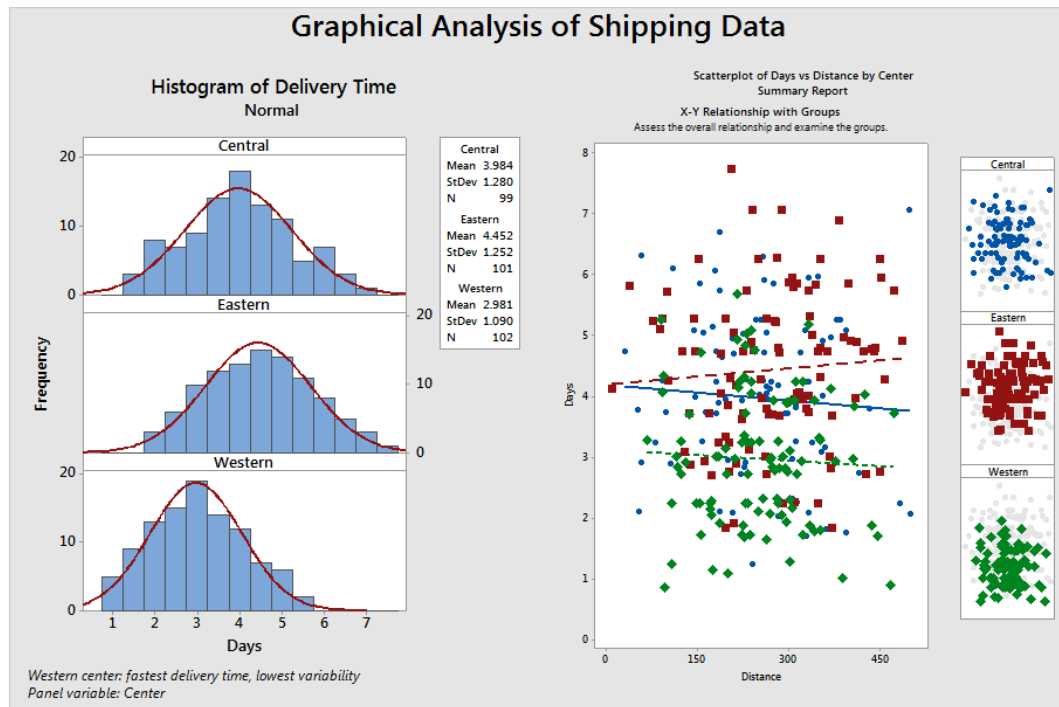 Graphical Analysis of Shipping Data
Histogram of Delivery Time
Normal
Central
20
10
0
Eastern
20
10
0
Western
20
10
0
1 2 3 4 5 6 7
Days
Frequency
Central
Mean 3.984
StDev 1.280
N 99
Eastern
Mean 4.452
StDev 1.252
N 101
Western
Mean 2.981
StDev 1.090
N 102
Western center: fastest delivery time, lowest variability
Panel variable: Center
Scatterplot of Days vs Distance by Center
Summary Report
X-Y Relationship with Groups
Assess the overall relationship and examine the groups.
8
7
6
5
4
3
2
1
0
Days
0 150 300 450
Distance
Central
Eastern
Western